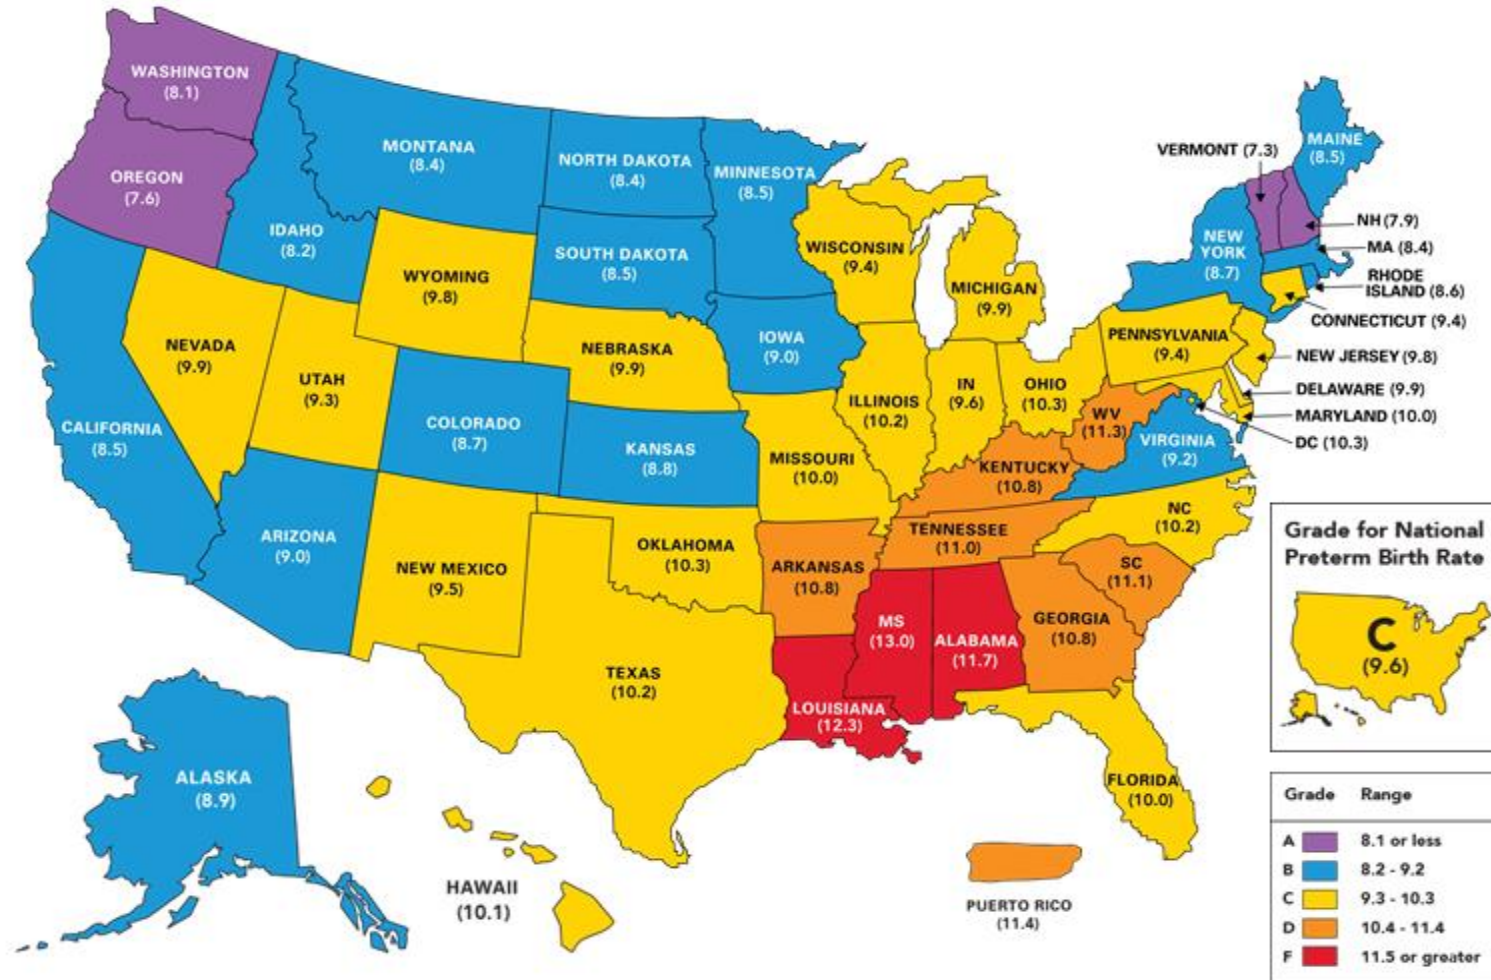 WASHINGTON
(8.1)
OREGON
(7.6)
MONTANA
(8.4)
IDAHO
(8.2)
NORTH DAKOTA
(8.4)
MINNESOTA
(8.5)
SOUTH DAKOTA
(8.5)
WYOMING
(9.8)
WISCONSIN
(9.4)
MICHIGAN
(9.9)
VERMONT (7.3)
MAINE
(8.5)
NH (7.9)
MA (8.4)
NEW
YORK
(8.7)
RHODE
ISLAND (8.6)
CONNECTICUT (9.4)
PENNSYLVANIA
(9.4)
NEW JERSEY (9.8)
DELAWARE (9.9)
MARYLAND (10.0)
DC (10.3)
NEVADA
(9.9)
UTAH
(9.3)
NEBRASKA
(9.9)
IOWA
(9.0)
ILLINOIS
(10.2)
IN
(9.6)
OHIO
(10.3)
WV
(11.3)
VIRGINIA
(9.2)
CALIFORNIA
(8.5)
COLORADO
(8.7)
KANSAS
(8.8)
MISSOURI
(10.0)
KENTUCKY
(10.8)
NC
(10.2)
ARIZONA
(9.0)
NEW MEXICO
(9.5)
OKLAHOMA
(10.3)
ARKANSAS
(10.8)
TENNESSEE
(11.0)
SC
(11.1)
TEXAS
(10.2)
LOUISIANA
(12.3)
MS
(13.0)
ALABAMA
(11.7)
GEORGIA
(10.8)
FLORIDA
(10.0)
ALASKA
(8.9)
HAWAII
(10.1)
PUERTO RICO
(11.4)
Grade for National
Preterm Birth Rate
C
(9.6)
Grade Range
A 8.1 or less
B 8.2 - 9.2
C 9.3 - 10.3
D 10.4 - 11.4
F 11.5 or greater